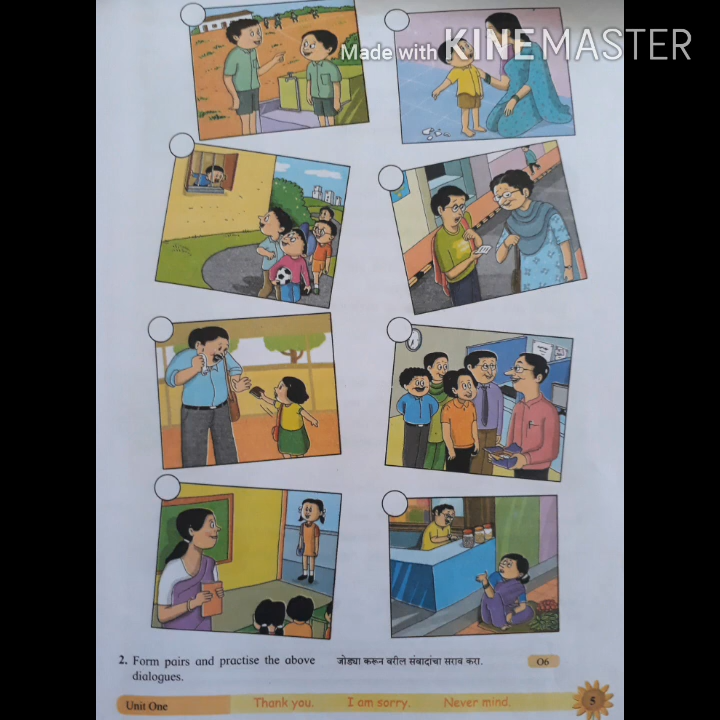 Made with KINEMASTER
2. Form pairs and practise the above
dialogues.
जोड्या करून वरील संवादांचा सराव करा.
O6
Unit One
Thank you. I am sorry. Never mind.
5